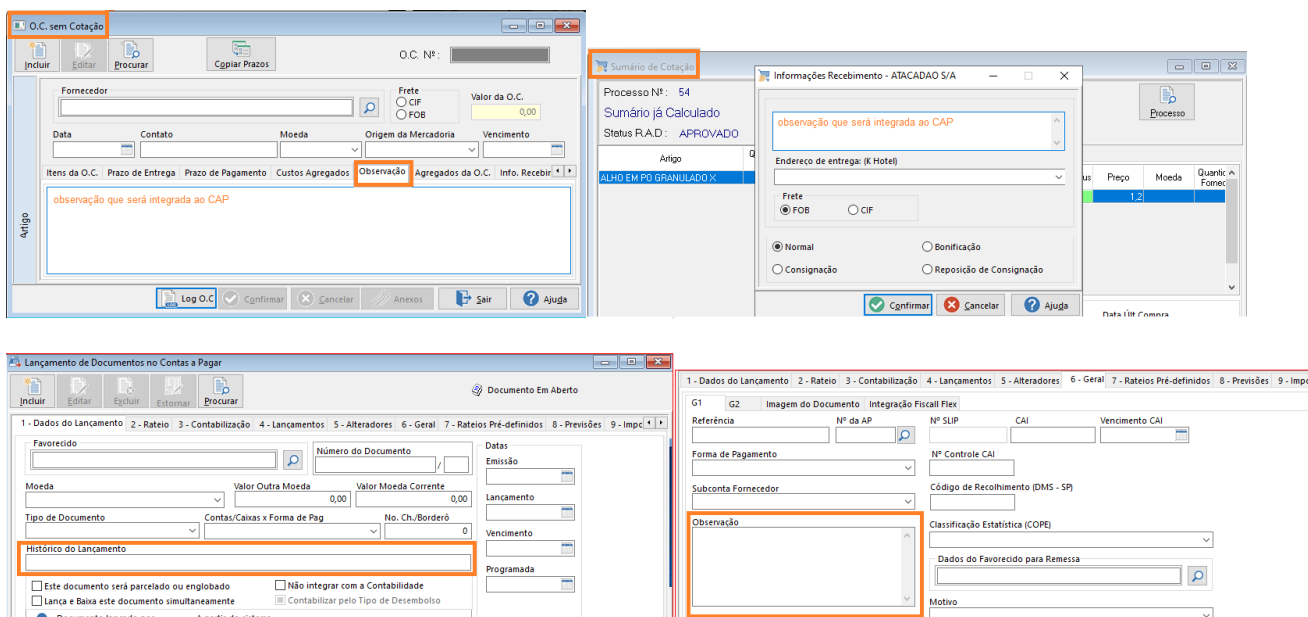 O.C. sem Cotação
Incluir Editar Procurar Copiar Prazos O.C. Nº :
Fornecedor Frete Valor da O.C.
CIF
FOB 0,00
Data Contato Moeda Origem da Mercadoria Vencimento
Itens da O.C. Prazo de Entrega Prazo de Pagamento Custos Agregados Observação Agregados da O.C. Info. Recebir
observação que será integrada ao CAP
Artigo
Log O.C Confirmar Cancelar Anexos Sair Ajuda
Sumário de Cotação
Processo Nº : 54
Sumário já Calculado
Status R.A.D : APROVADO
Processo
Artigo Q
ALHO EM PO GRANULADO X
us Preço Moeda Quantic
Fornec
1,2
Data Últ Compra
Informações Recebimento - ATACADAO S/A
observação que será integrada ao CAP
Endereço de entrega: (K Hotel)
Frete
FOB CIF
Normal Bonificação
Consignação Reposição de Consignação
Confirmar Cancelar Ajuda
Lançamento de Documentos no Contas a Pagar
Incluir Editar Excluir Estornar Procurar Documento Em Aberto
1 - Dados do Lançamento 2 - Rateio 3 - Contabilização 4 - Lançamentos 5 - Alteradores 6 - Geral 7 - Rateios Pré-definidos 8 - Previsões 9 - Impc
Favorecido Número do Documento Datas
/ Emissão
Moeda Valor Outra Moeda Valor Moeda Corrente
0,00 0,00 Lançamento
Tipo de Documento Contas/Caixas x Forma de Pag No. Ch./Borderô
0 Vencimento
Histórico do Lançamento
Programada
Este documento será parcelado ou englobado Não integrar com a Contabilidade
Lança e Baixa este documento simultaneamente Contabilizar pelo Tipo de Desembolso
1 - Dados do Lançamento 2 - Rateio 3 - Contabilização 4 - Lançamentos 5 - Alteradores 6 - Geral 7 - Rateios Pré-definidos 8 - Previsões 9 - Impo
G1 G2 Imagem do Documento Integração Fiscall Flex
Referência Nº da AP Nº SLIP CAI Vencimento CAI
Forma de Pagamento Nº Controle CAI
Subconta Fornecedor Código de Recolhimento (DMS - SP)
Observação Classificação Estatística (COPE)
Dados do Favorecido para Remessa
Motivo